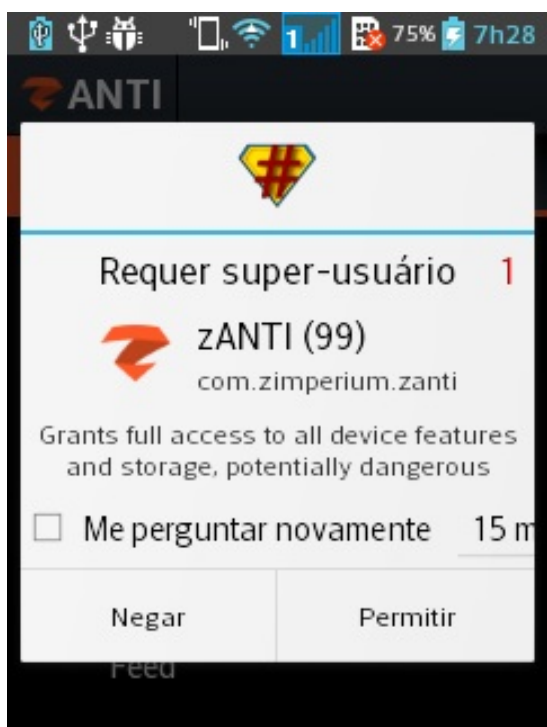 1 75% 7h28
ANTI
#
Requer super-usuário 1
zANTI (99)
com.zimperium.zanti
Grants full access to all device features
and storage, potentially dangerous
Me perguntar novamente 15 m
Negar Permitir
Feed